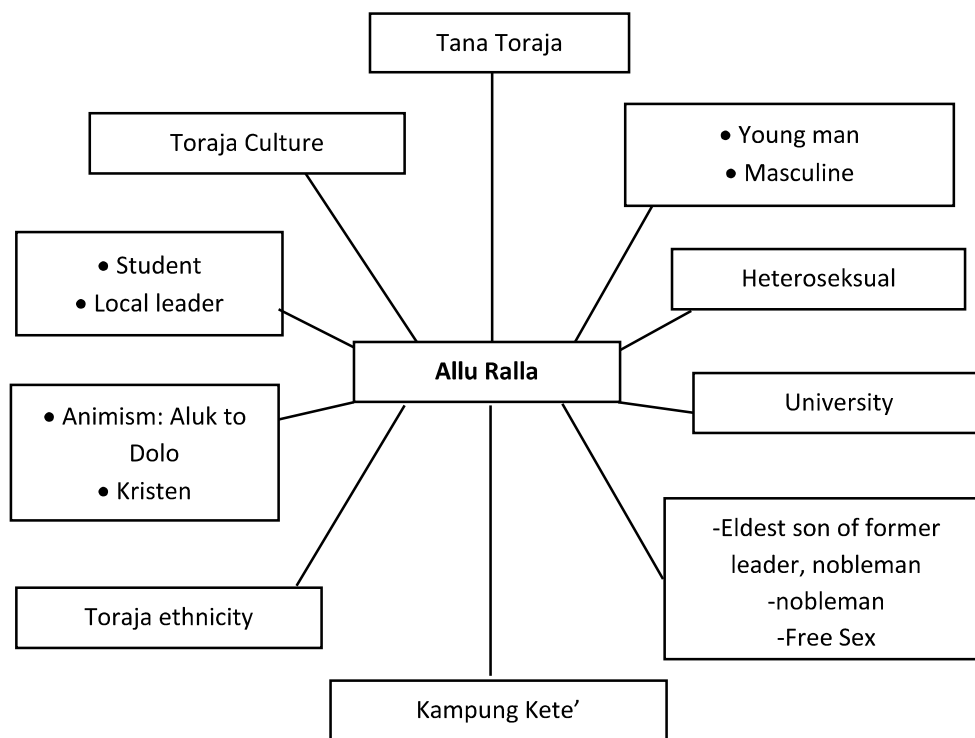 Tana Toraja
Toraja Culture
• Young man
• Masculine
• Student
• Local leader
Heteroseksual
Allu Ralla
University
• Animism: Aluk to
Dolo
• Kristen
-Eldest son of former
leader, nobleman
-nobleman
-Free Sex
Toraja ethnicity
Kampung Kete’